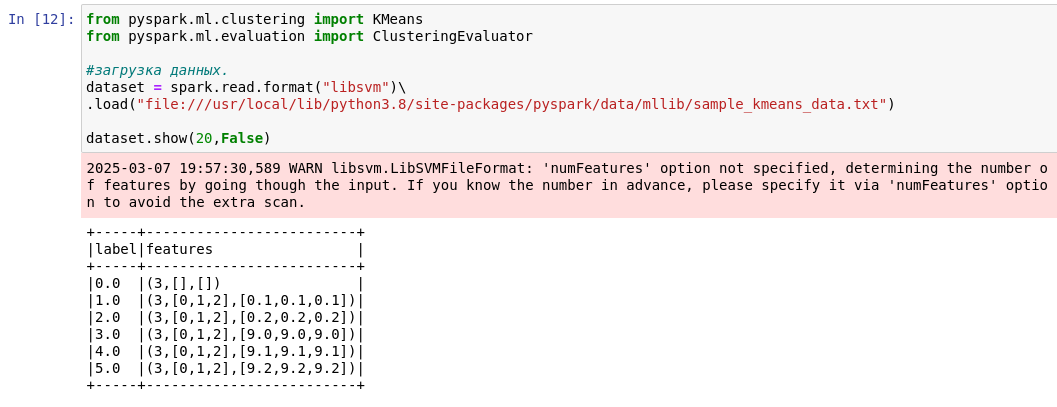 In [12]: from pyspark.ml.clustering import KMeans
from pyspark.ml.evaluation import ClusteringEvaluator
#загрузка данных.
dataset = spark.read.format("libsvm")\
.load("file:///usr/local/lib/python3.8/site-packages/pyspark/data/mllib/sample_kmeans_data.txt")
dataset.show(20,False)
2025-03-07 19:57:30,589 WARN libsvm.LibSVMFileFormat: 'numFeatures' option not specified, determining the number o
f features by going though the input. If you know the number in advance, please specify it via 'numFeatures' optio
n to avoid the extra scan.
+-----+-------------------------+
|label|features                 |
+-----+-------------------------+
|0.0  |(3,[],[])                |
|1.0  |(3,[0,1,2],[0.1,0.1,0.1])|
|2.0  |(3,[0,1,2],[0.2,0.2,0.2])|
|3.0  |(3,[0,1,2],[9.0,9.0,9.0])|
|4.0  |(3,[0,1,2],[9.1,9.1,9.1])|
|5.0  |(3,[0,1,2],[9.2,9.2,9.2])|
+-----+-------------------------+